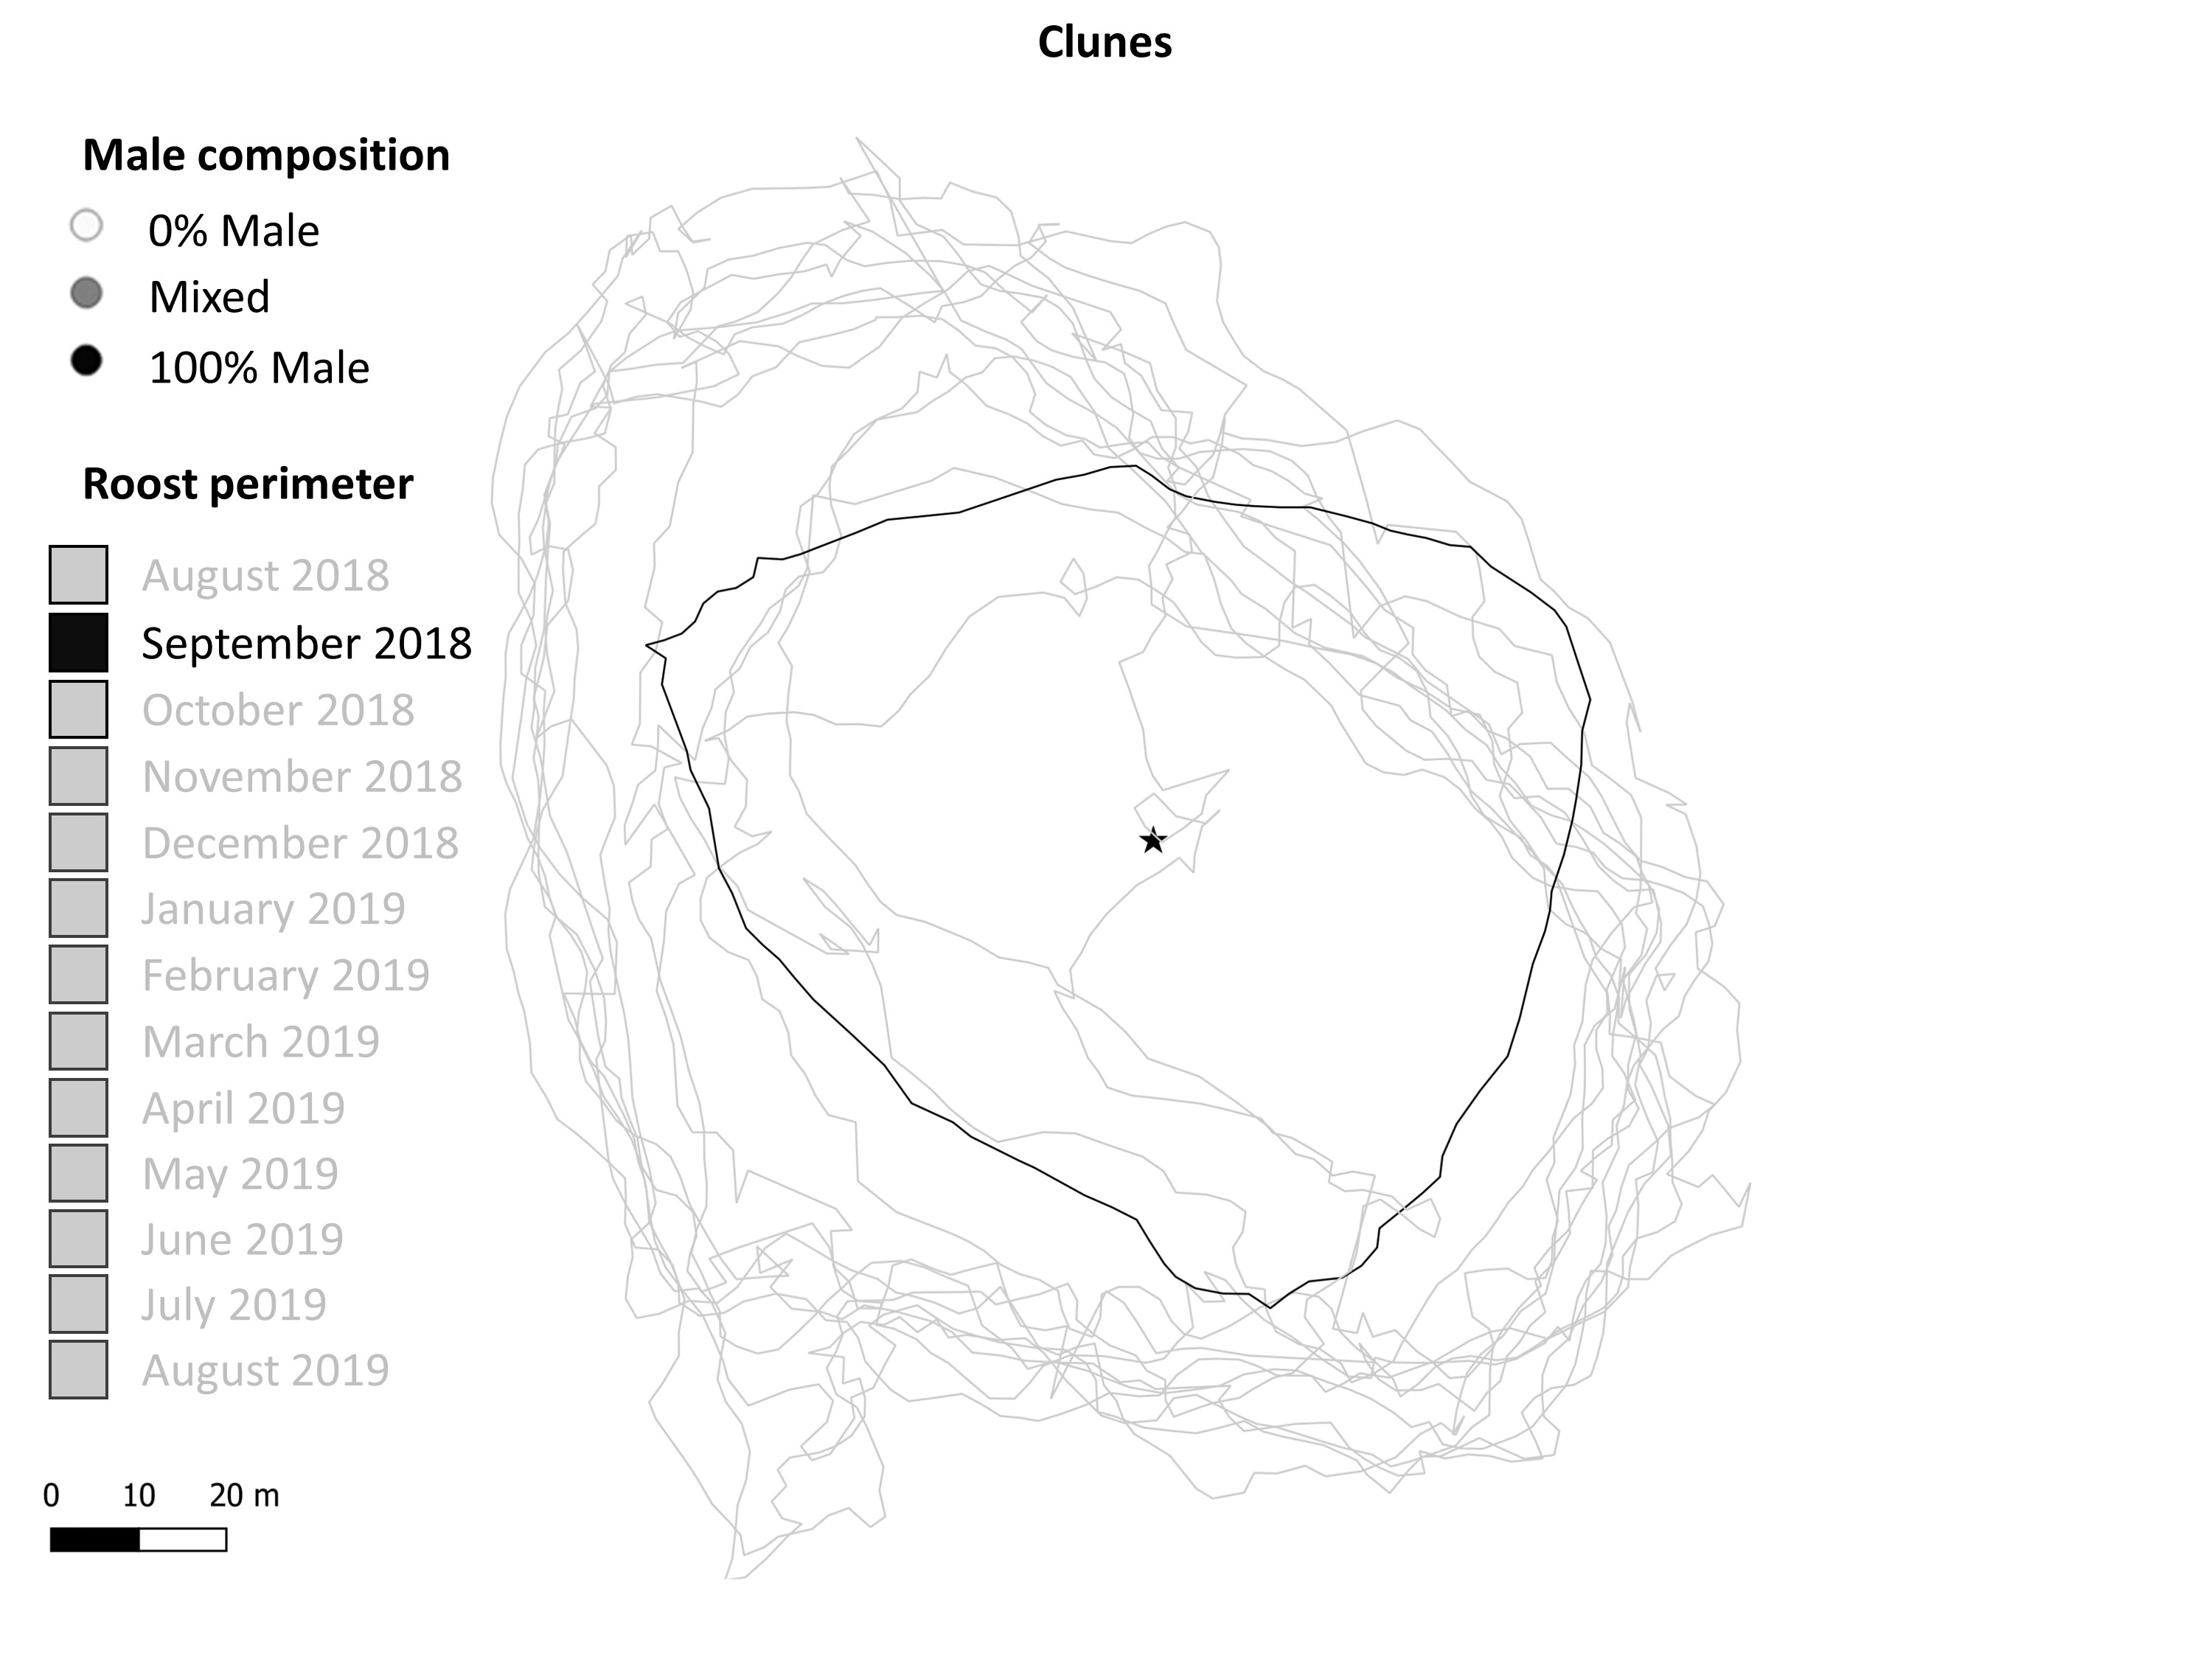 Clunes
Male composition
0% Male
Mixed
100% Male
Roost perimeter
August 2018
September 2018
October 2018
November 2018
December 2018
January 2019
February 2019
March 2019
April 2019
May 2019
June 2019
July 2019
August 2019
0 10 20 m